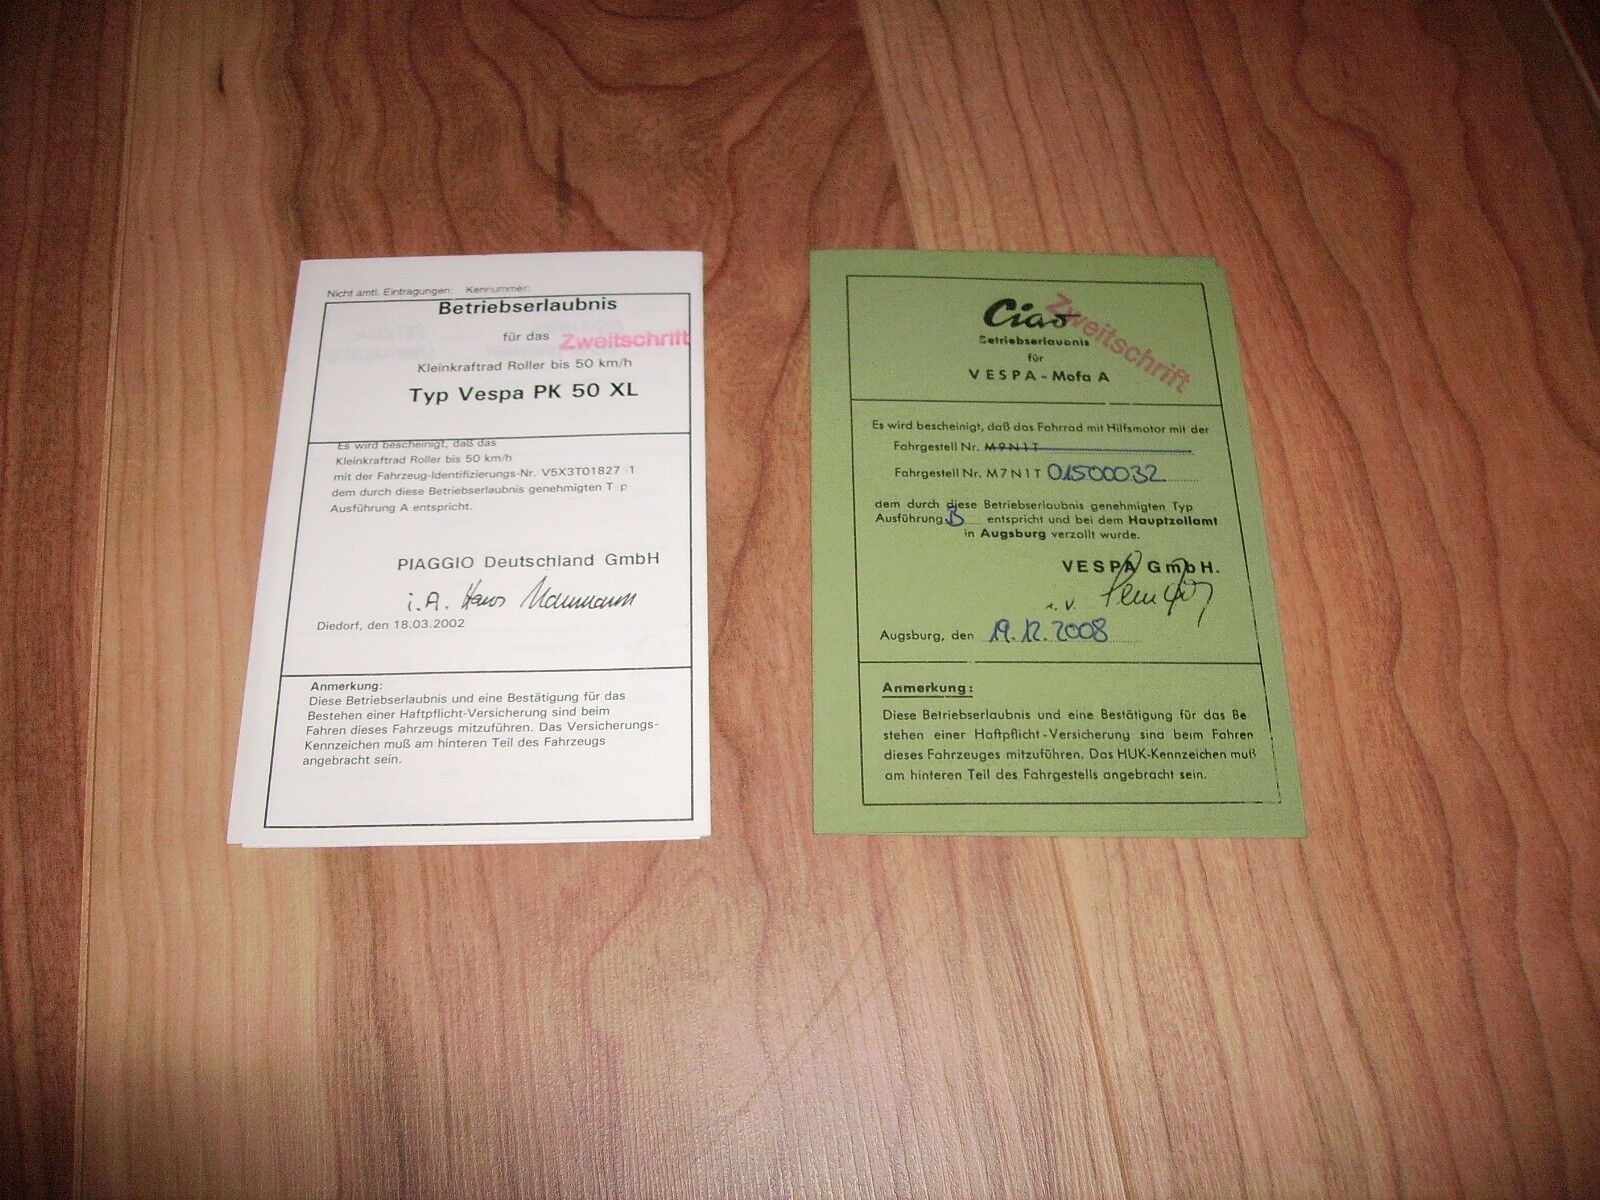 Nicht amtl. Eintragungen: Kennummer:
Betriebserlaubnis
für das Zweitschrift
Kleinkraftrad Roller bis 50 km/h
Typ Vespa PK 50 XL
Es wird bescheinigt, daß das
Kleinkraftrad Roller bis 50 km/h
mit der Fahrzeug-Identifizierungs-Nr. V5X3T01827 1
dem durch diese Betriebserlaubnis genehmigten T p
Ausführung A entspricht.
PIAGGIO Deutschland GmbH
i.A. Hans
Diedorf, den 18.03.2002
Anmerkung:
Diese Betriebserlaubnis und eine Bestätigung für das
Bestehen einer Haftpflicht-Versicherung sind beim
Fahren dieses Fahrzeugs mitzuführen. Das Versicherungs-
Kennzeichen muß am hinteren Teil des Fahrzeugs
angebracht sein.
Ciao
Zweitschrift
Betriebserlaubnis
für
VESPA-Mofa A
Es wird bescheinigt, daß das Fahrrad mit Hilfsmotor mit der
Fahrgestell Nr. M9N1T
Fahrgestell Nr. M7N1T 01500032
dem durch diese Betriebserlaubnis genehmigten Typ
Ausführung B entspricht und bei dem Hauptzollamt
in Augsburg verzollt wurde.
VESPA GmbH.
i.V.
Augsburg, den 19.12.2008
Anmerkung:
Diese Betriebserlaubnis und eine Bestätigung für das Be
stehen einer Haftpflicht-Versicherung sind beim Fahren
dieses Fahrzeuges mitzuführen. Das HUK-Kennzeichen muß
am hinteren Teil des Fahrgestells angebracht sein.